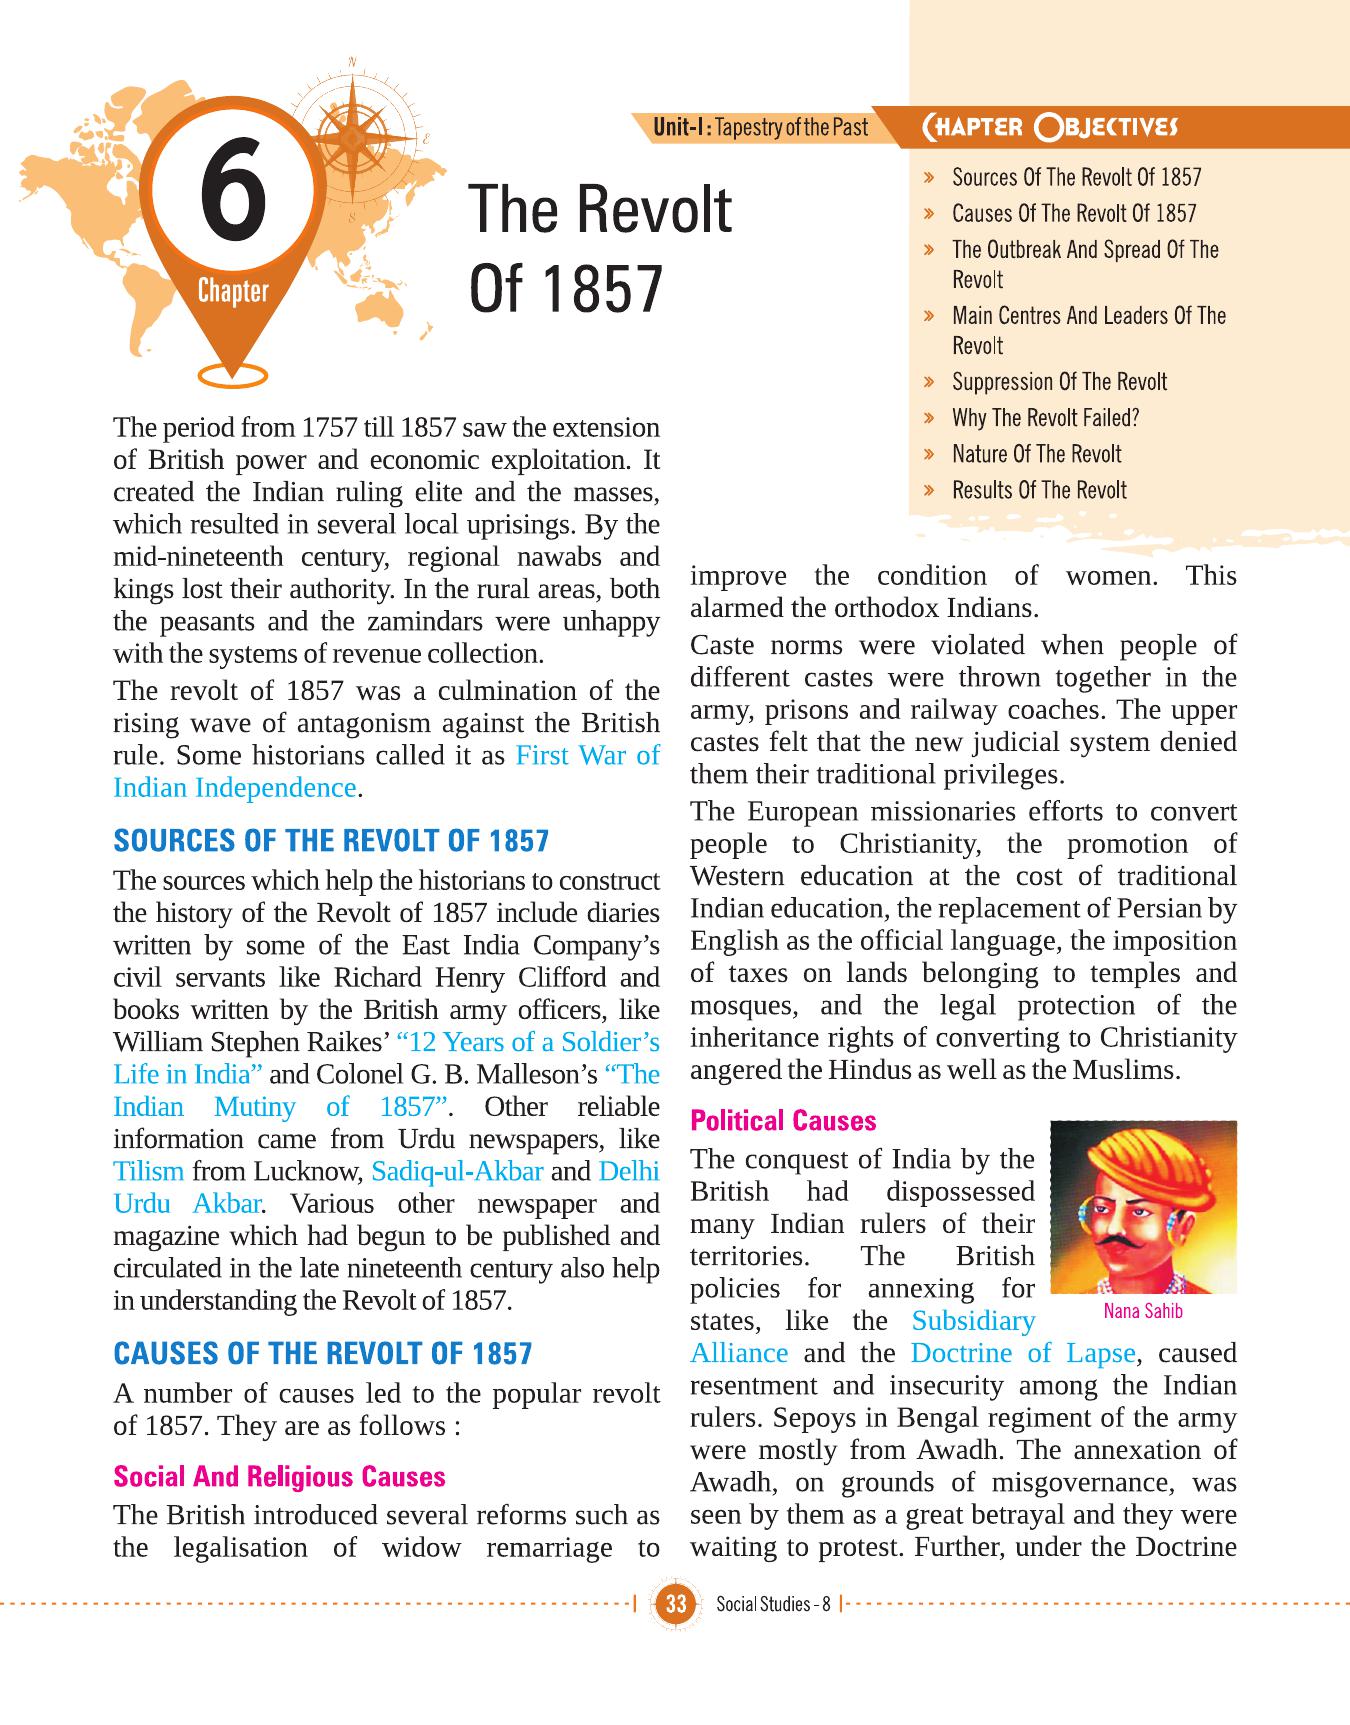 6
Chapter
N
E
S
The Revolt
Of 1857
Unit-I : Tapestry of the Past
CHAPTER OBJECTIVES
» Sources Of The Revolt Of 1857
» Causes Of The Revolt Of 1857
» The Outbreak And Spread Of The
Revolt
» Main Centres And Leaders Of The
Revolt
» Suppression Of The Revolt
» Why The Revolt Failed?
» Nature Of The Revolt
» Results Of The Revolt
The period from 1757 till 1857 saw the extension
of British power and economic exploitation. It
created the Indian ruling elite and the masses,
which resulted in several local uprisings. By the
mid-nineteenth century, regional nawabs and
kings lost their authority. In the rural areas, both
the peasants and the zamindars were unhappy
with the systems of revenue collection.
The revolt of 1857 was a culmination of the
rising wave of antagonism against the British
rule. Some historians called it as First War of
Indian Independence.
SOURCES OF THE REVOLT OF 1857
The sources which help the historians to construct
the history of the Revolt of 1857 include diaries
written by some of the East India Company’s
civil servants like Richard Henry Clifford and
books written by the British army officers, like
William Stephen Raikes’ “12 Years of a Soldier’s
Life in India” and Colonel G. B. Malleson’s “The
Indian Mutiny of 1857”. Other reliable
information came from Urdu newspapers, like
Tilism from Lucknow, Sadiq-ul-Akbar and Delhi
Urdu Akbar. Various other newspaper and
magazine which had begun to be published and
circulated in the late nineteenth century also help
in understanding the Revolt of 1857.
CAUSES OF THE REVOLT OF 1857
A number of causes led to the popular revolt
of 1857. They are as follows :
Social And Religious Causes
The British introduced several reforms such as
the legalisation of widow remarriage to
improve the condition of women. This
alarmed the orthodox Indians.
Caste norms were violated when people of
different castes were thrown together in the
army, prisons and railway coaches. The upper
castes felt that the new judicial system denied
them their traditional privileges.
The European missionaries efforts to convert
people to Christianity, the promotion of
Western education at the cost of traditional
Indian education, the replacement of Persian by
English as the official language, the imposition
of taxes on lands belonging to temples and
mosques, and the legal protection of the
inheritance rights of converting to Christianity
angered the Hindus as well as the Muslims.
Political Causes
The conquest of India by the
British had dispossessed
many Indian rulers of their
territories. The British
policies for annexing for
states, like the Subsidiary
Alliance and the Doctrine of Lapse, caused
resentment and insecurity among the Indian
rulers. Sepoys in Bengal regiment of the army
were mostly from Awadh. The annexation of
Awadh, on grounds of misgovernance, was
seen by them as a great betrayal and they were
waiting to protest. Further, under the Doctrine
Nana Sahib
33
Social Studies - 8